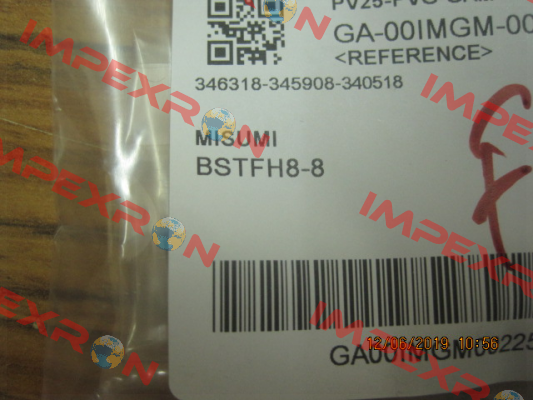 GA-00IMGM-00
<REFERENCE>
346318-345908-340518
MISUMI
BSTFH8-8
12/06/2019 10:56
IMPEXRON
IMPEXRON
IMPEXRON
IMPEXRON